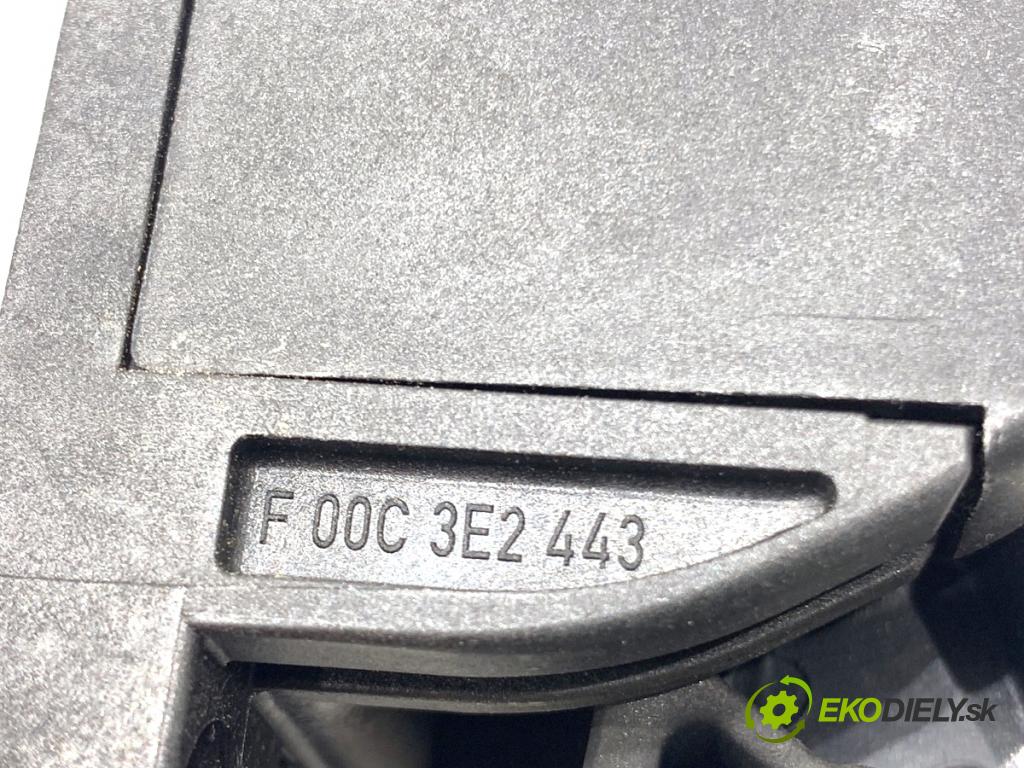 F 00C 3E2 443
EKODIELY.sk